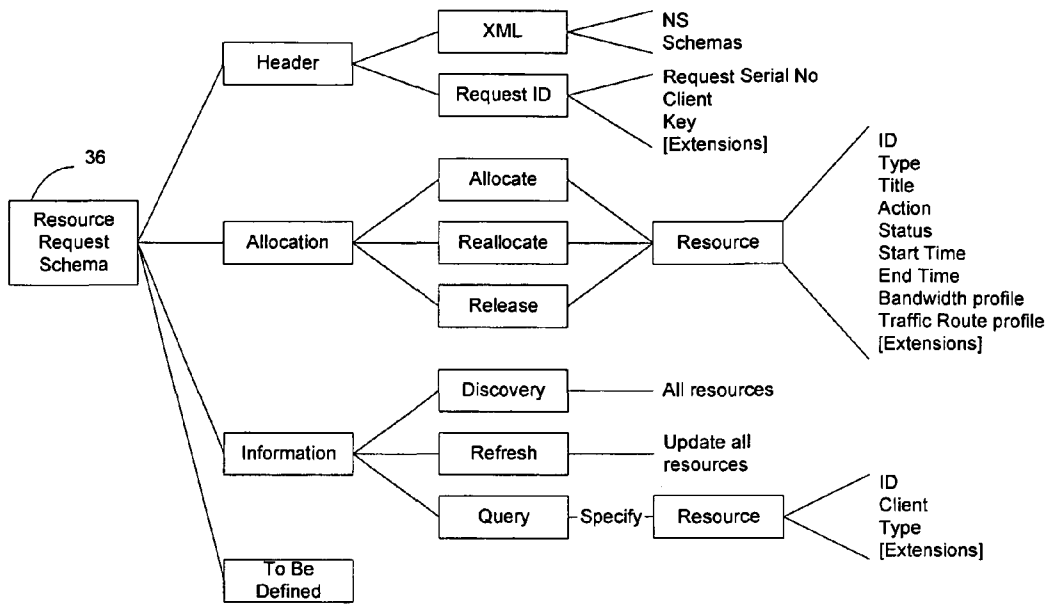 36
Resource
Request
Schema
Header
XML
NS
Schemas
Request ID
Request Serial No
Client
Key
[Extensions]
Allocation
Allocate
Reallocate
Release
Resource
ID
Type
Title
Action
Status
Start Time
End Time
Bandwidth profile
Traffic Route profile
[Extensions]
Information
Discovery
All resources
Refresh
Update all
resources
Query
Specify
Resource
ID
Client
Type
[Extensions]
To Be
Defined